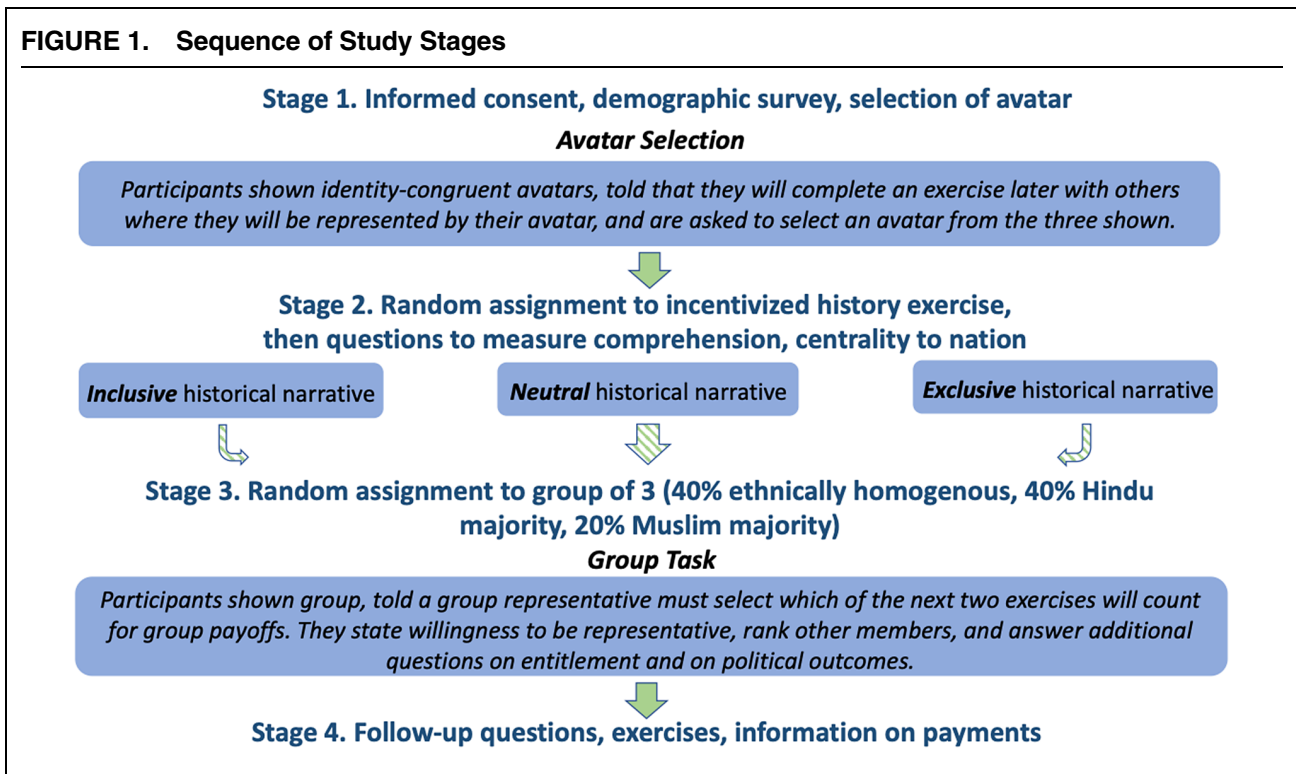 FIGURE 1. Sequence of Study Stages
Stage 1. Informed consent, demographic survey, selection of avatar
Avatar Selection
Participants shown identity-congruent avatars, told that they will complete an exercise later with others
where they will be represented by their avatar, and are asked to select an avatar from the three shown.
Stage 2. Random assignment to incentivized history exercise,
then questions to measure comprehension, centrality to nation
Inclusive historical narrative
Neutral historical narrative
Exclusive historical narrative
Stage 3. Random assignment to group of 3 (40% ethnically homogenous, 40% Hindu
majority, 20% Muslim majority)
Group Task
Participants shown group, told a group representative must select which of the next two exercises will count
for group payoffs. They state willingness to be representative, rank other members, and answer additional
questions on entitlement and on political outcomes.
Stage 4. Follow-up questions, exercises, information on payments